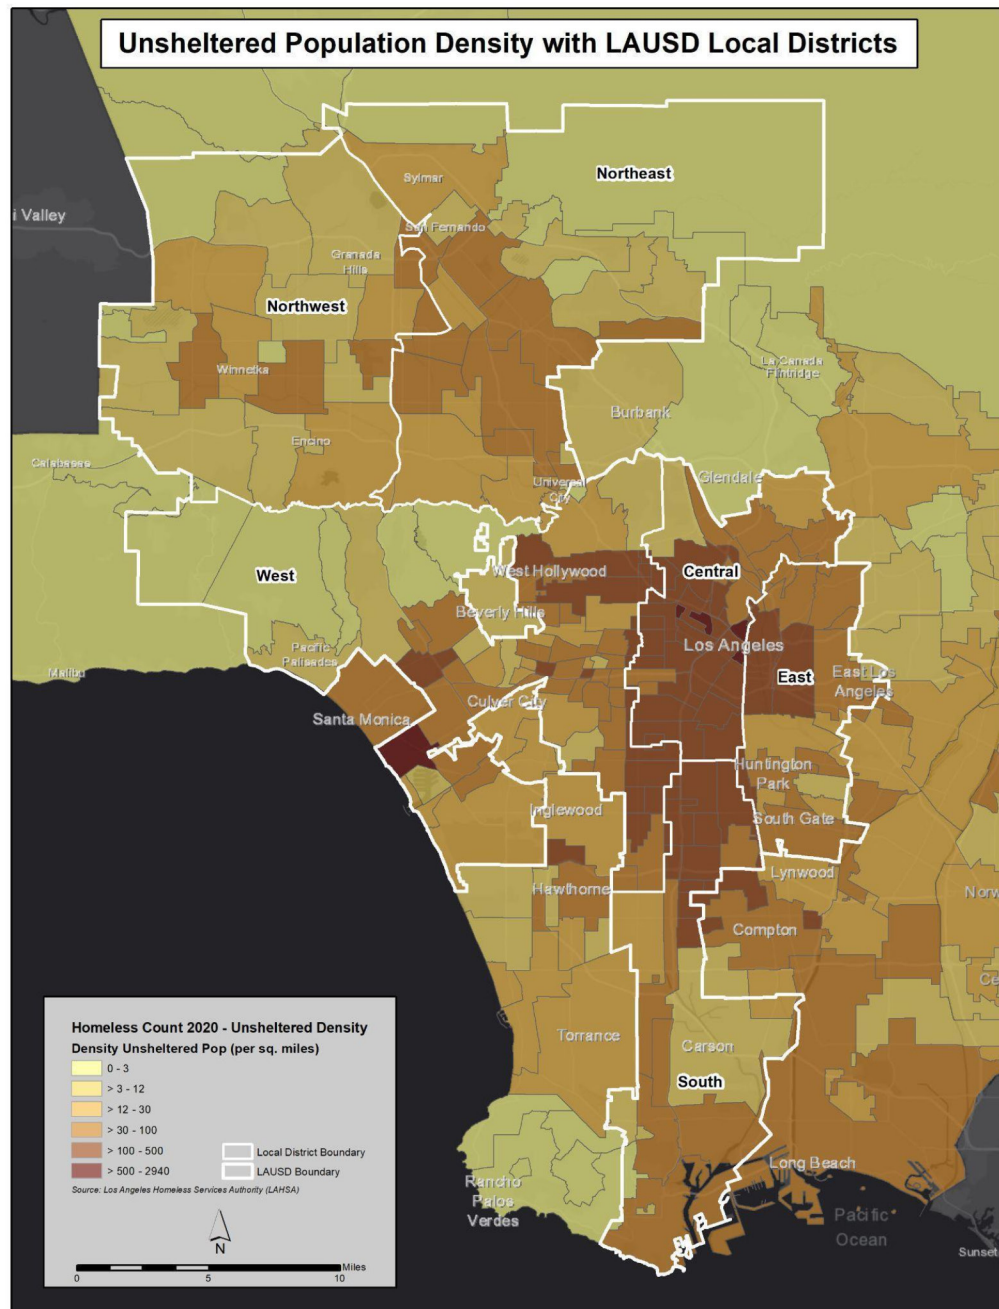 Unsheltered Population Density with LAUSD Local Districts
Northeast
Sylmar
i Valley
San Fernando
Granada
Hills
Northwest
La Canada
Flintridge
Winnetka
Burbank
Encino
Calabasas
Glendale
Universal
City
West
West Hollywood
Central
Beverly Hills
Los Angeles
Pacific
Palisades
Malibu
East
East Los
Angeles
Culver City
Santa Monica
Huntington
Park
Inglewood
South Gate
Lynwood
Hawthorne
Norw
Compton
Ce
Torrance
Carson
South
Long Beach
Rancho
Palos
Verdes
Pacific
Ocean
Sunset
Homeless Count 2020 - Unsheltered Density
Density Unsheltered Pop (per sq. miles)
0 - 3
> 3 - 12
> 12 - 30
> 30 - 100
> 100 - 500
> 500 - 2940
Local District Boundary
LAUSD Boundary
Source: Los Angeles Homeless Services Authority (LAHSA)
N
Miles
0 5 10